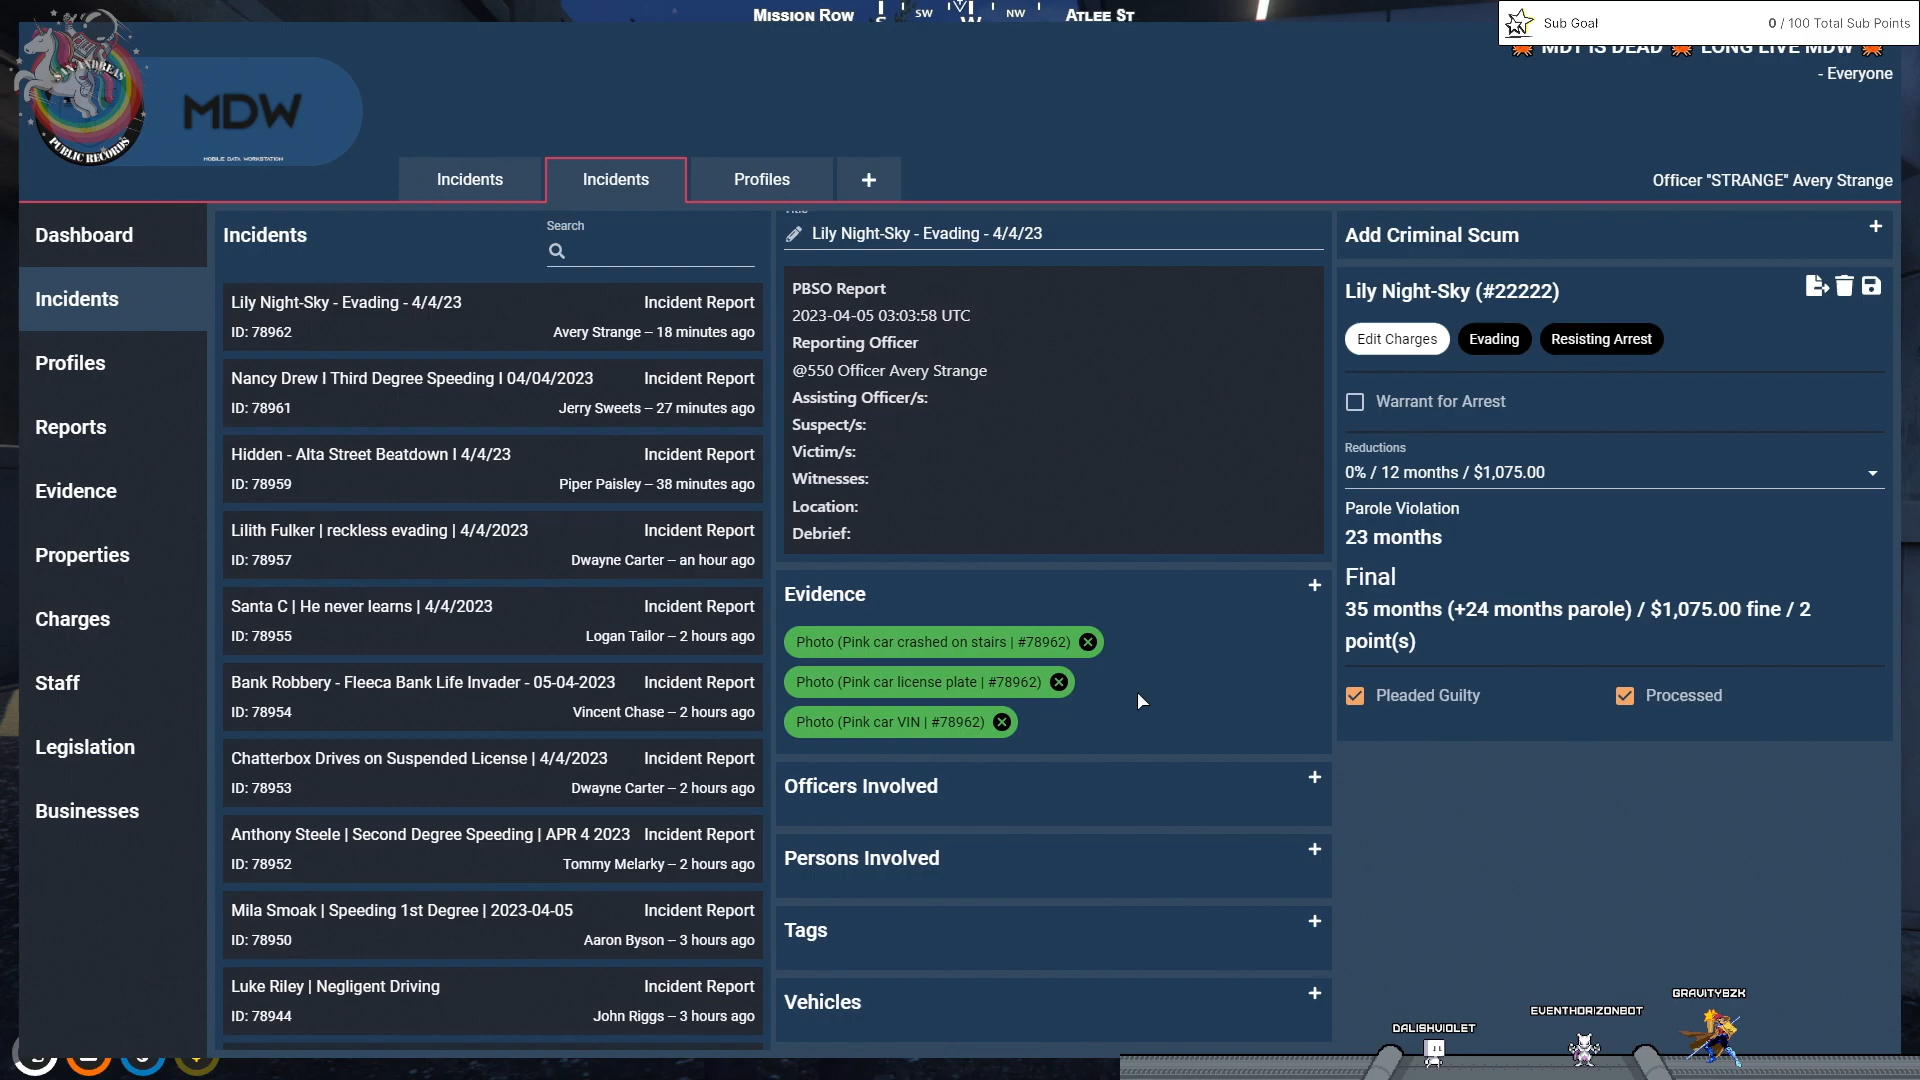 Mission Row
SW
W
NW
Atlee St
Sub Goal
0 / 100 Total Sub Points
MDT IS DEAD
LONG LIVE MDW
- Everyone
SAN ANDREAS
PUBLIC RECORDS
MDW
MOBILE DATA WORKSTATION
Incidents
Incidents
Profiles
+
Officer "STRANGE" Avery Strange
Dashboard
Incidents
Profiles
Reports
Evidence
Properties
Charges
Staff
Legislation
Businesses
Incidents
Search
Lily Night-Sky - Evading - 4/4/23
Incident Report
ID: 78962
Avery Strange – 18 minutes ago
Nancy Drew I Third Degree Speeding I 04/04/2023
Incident Report
ID: 78961
Jerry Sweets – 27 minutes ago
Hidden - Alta Street Beatdown I 4/4/23
Incident Report
ID: 78959
Piper Paisley – 38 minutes ago
Lilith Fulker | reckless evading | 4/4/2023
Incident Report
ID: 78957
Dwayne Carter – an hour ago
Santa C | He never learns | 4/4/2023
Incident Report
ID: 78955
Logan Tailor – 2 hours ago
Bank Robbery - Fleeca Bank Life Invader - 05-04-2023
Incident Report
ID: 78954
Vincent Chase – 2 hours ago
Chatterbox Drives on Suspended License | 4/4/2023
Incident Report
ID: 78953
Dwayne Carter – 2 hours ago
Anthony Steele | Second Degree Speeding | APR 4 2023
Incident Report
ID: 78952
Tommy Melarky – 2 hours ago
Mila Smoak | Speeding 1st Degree | 2023-04-05
Incident Report
ID: 78950
Aaron Byson – 3 hours ago
Luke Riley | Negligent Driving
Incident Report
ID: 78944
John Riggs – 3 hours ago
Title
Lily Night-Sky - Evading - 4/4/23
PBSO Report
2023-04-05 03:03:58 UTC
Reporting Officer
@550 Officer Avery Strange
Assisting Officer/s:
Suspect/s:
Victim/s:
Witnesses:
Location:
Debrief:
Evidence
+
Photo (Pink car crashed on stairs | #78962)
Photo (Pink car license plate | #78962)
Photo (Pink car VIN | #78962)
Officers Involved
+
Persons Involved
+
Tags
+
Vehicles
+
Add Criminal Scum
+
Lily Night-Sky (#22222)
Edit Charges
Evading
Resisting Arrest
Warrant for Arrest
Reductions
0% / 12 months / $1,075.00
Parole Violation
23 months
Final
35 months (+24 months parole) / $1,075.00 fine / 2
point(s)
Pleaded Guilty
Processed
DALISHVIOLET
EVENTHORIZONBOT
GRAVITYBZK